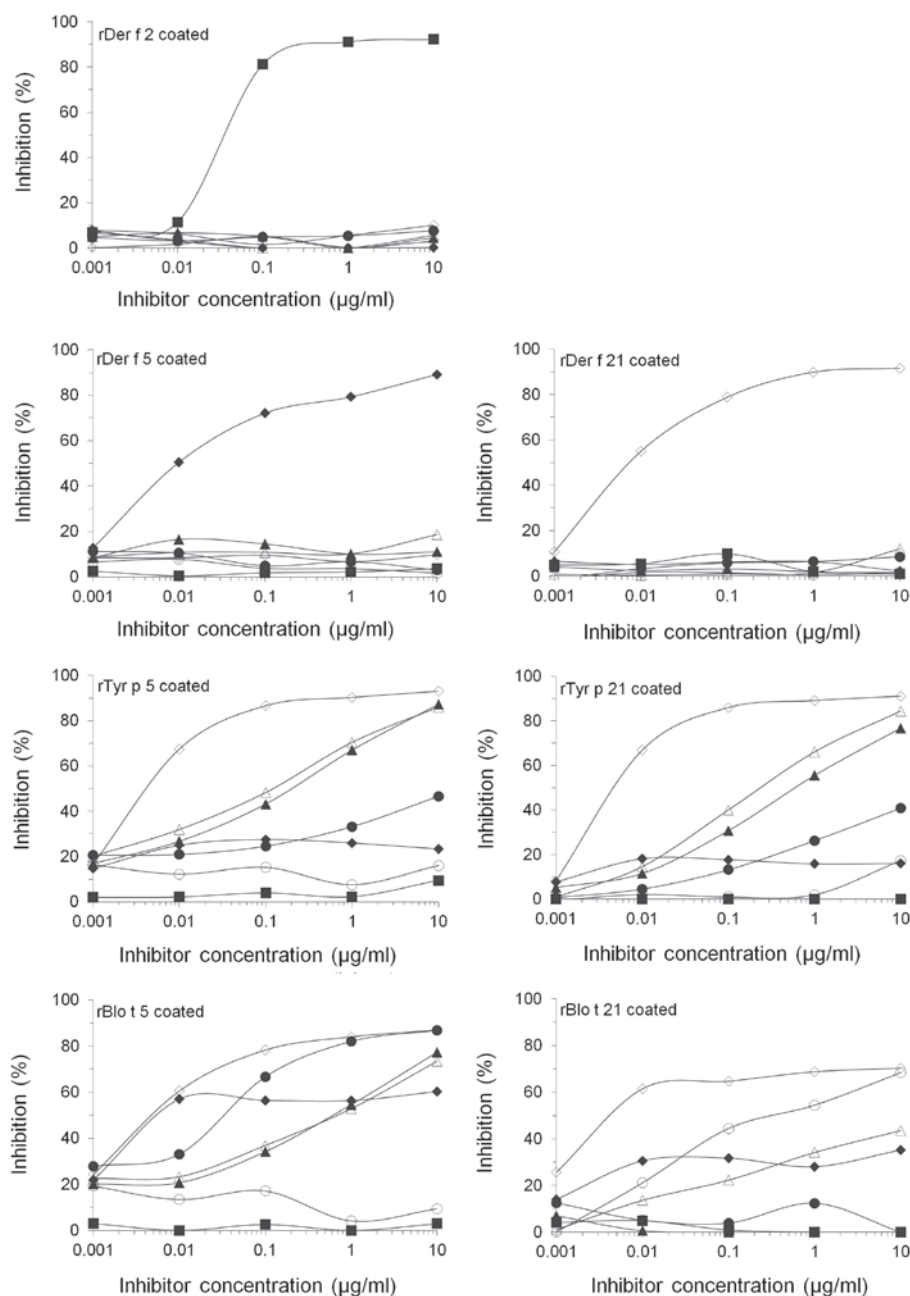 rDer f 2 coated
Inhibition (%)
100
80
60
40
20
0
0.001 0.01 0.1 1 10
Inhibitor concentration (µg/ml)
rDer f 5 coated
Inhibition (%)
100
80
60
40
20
0
0.001 0.01 0.1 1 10
Inhibitor concentration (µg/ml)
rDer f 21 coated
Inhibition (%)
100
80
60
40
20
0
0.001 0.01 0.1 1 10
Inhibitor concentration (µg/ml)
rTyr p 5 coated
Inhibition (%)
100
80
60
40
20
0
0.001 0.01 0.1 1 10
Inhibitor concentration (µg/ml)
rTyr p 21 coated
Inhibition (%)
100
80
60
40
20
0
0.001 0.01 0.1 1 10
Inhibitor concentration (µg/ml)
rBlo t 5 coated
Inhibition (%)
100
80
60
40
20
0
0.001 0.01 0.1 1 10
Inhibitor concentration (µg/ml)
rBlo t 21 coated
Inhibition (%)
100
80
60
40
20
0
0.001 0.01 0.1 1 10
Inhibitor concentration (µg/ml)